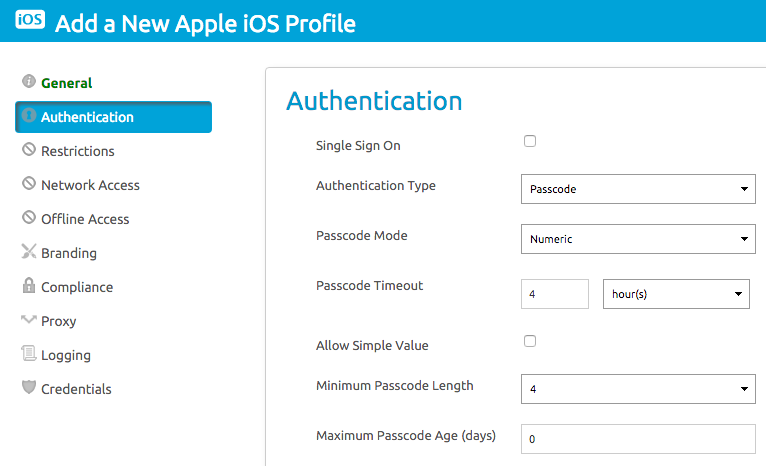 iOS Add a New Apple iOS Profile
General
Authentication
Restrictions
Network Access
Offline Access
Branding
Compliance
Proxy
Logging
Credentials
Authentication
Single Sign On
Authentication Type Passcode
Passcode Mode Numeric
Passcode Timeout 4 hour(s)
Allow Simple Value
Minimum Passcode Length 4
Maximum Passcode Age (days) 0